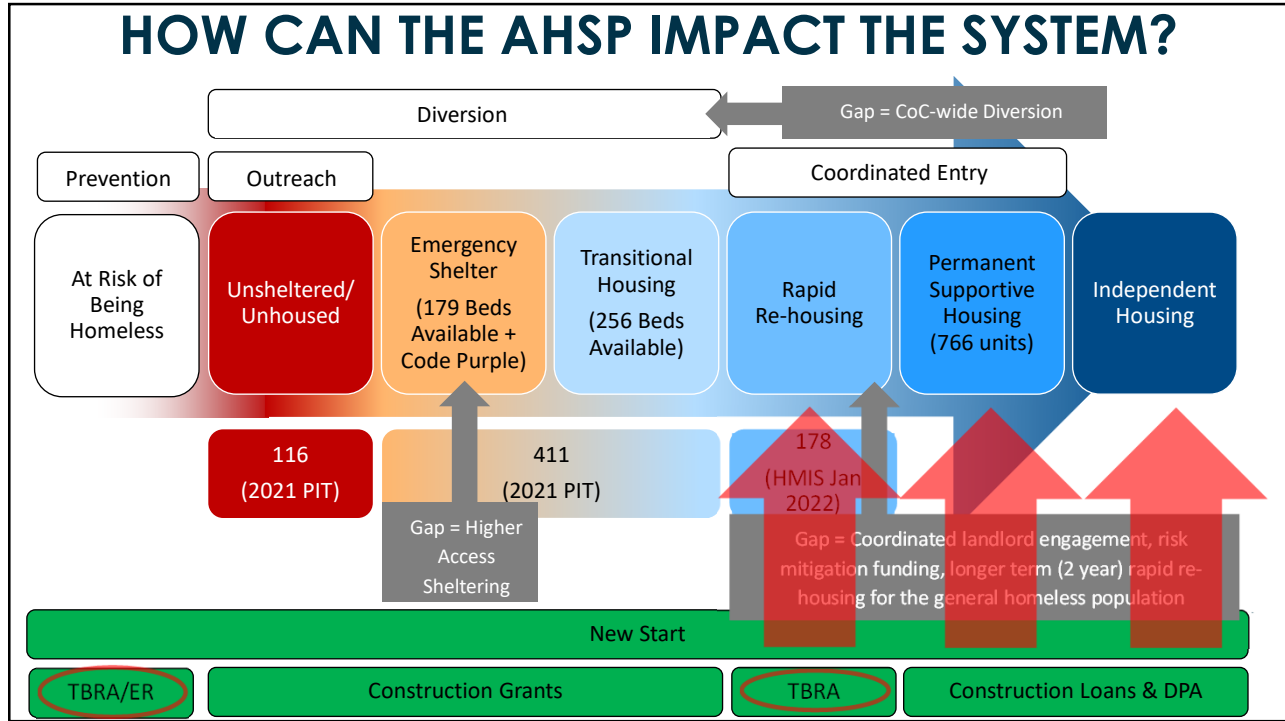 HOW CAN THE AHSP IMPACT THE SYSTEM?
Diversion
Gap = CoC-wide Diversion
Prevention
Outreach
Coordinated Entry
At Risk of
Being
Homeless
Unsheltered/
Unhoused
Emergency
Shelter
(179 Beds
Available +
Code Purple)
Transitional
Housing
(256 Beds
Available)
Rapid
Re-housing
Permanent
Supportive
Housing
(766 units)
Independent
Housing
116
(2021 PIT)
411
(2021 PIT)
178
(HMIS Jan
2022)
Gap = Higher
Access
Sheltering
Gap = Coordinated landlord engagement, risk
mitigation funding, longer term (2 year) rapid re-
housing for the general homeless population
New Start
TBRA/ER
Construction Grants
TBRA
Construction Loans & DPA